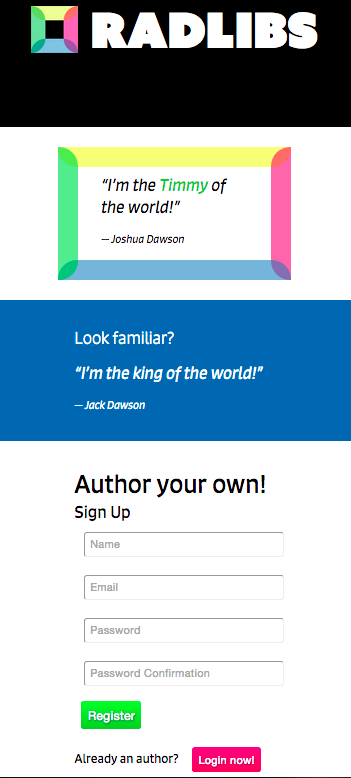 RADLIBS
“I’m the Timmy of
the world!”
— Joshua Dawson
Look familiar?
“I’m the king of the world!”
— Jack Dawson
Author your own!
Sign Up
Name
Email
Password
Password Confirmation
Register
Already an author? Login now!